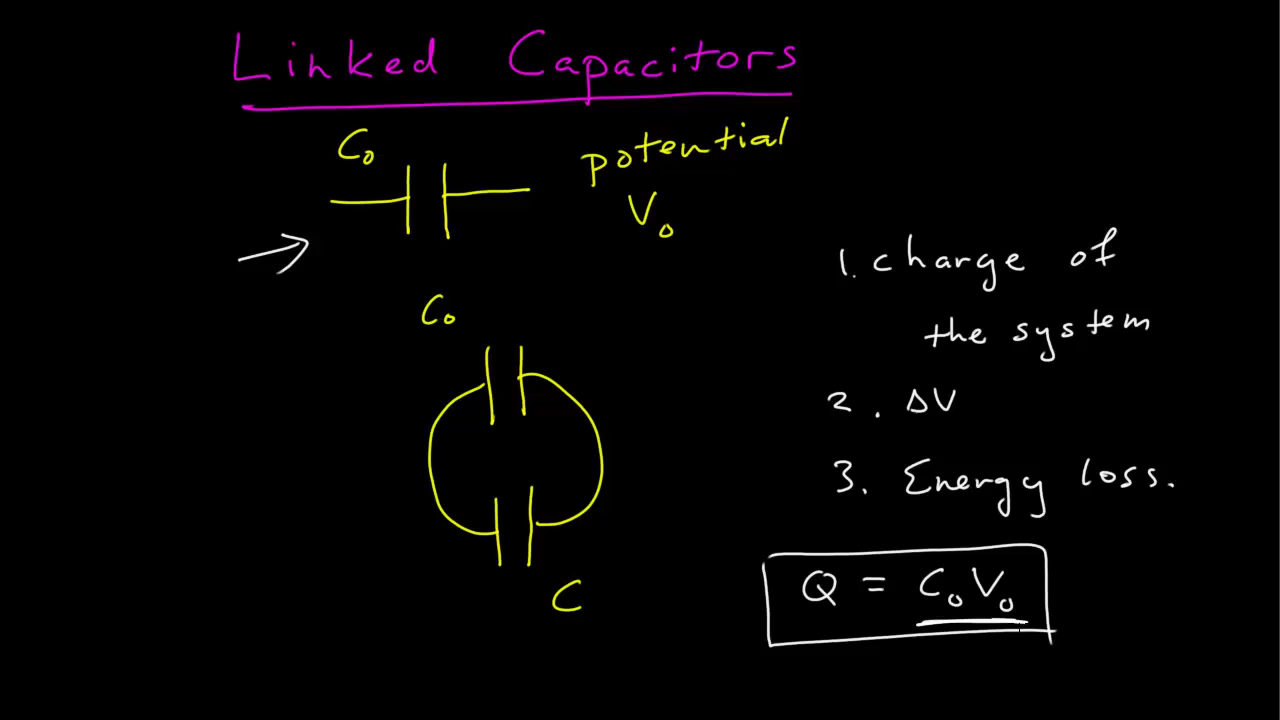 Linked Capacitors
C₀
potential
V₀
C₀
C
1. charge of
the system
2. ΔV
3. Energy loss.
Q = C₀V₀